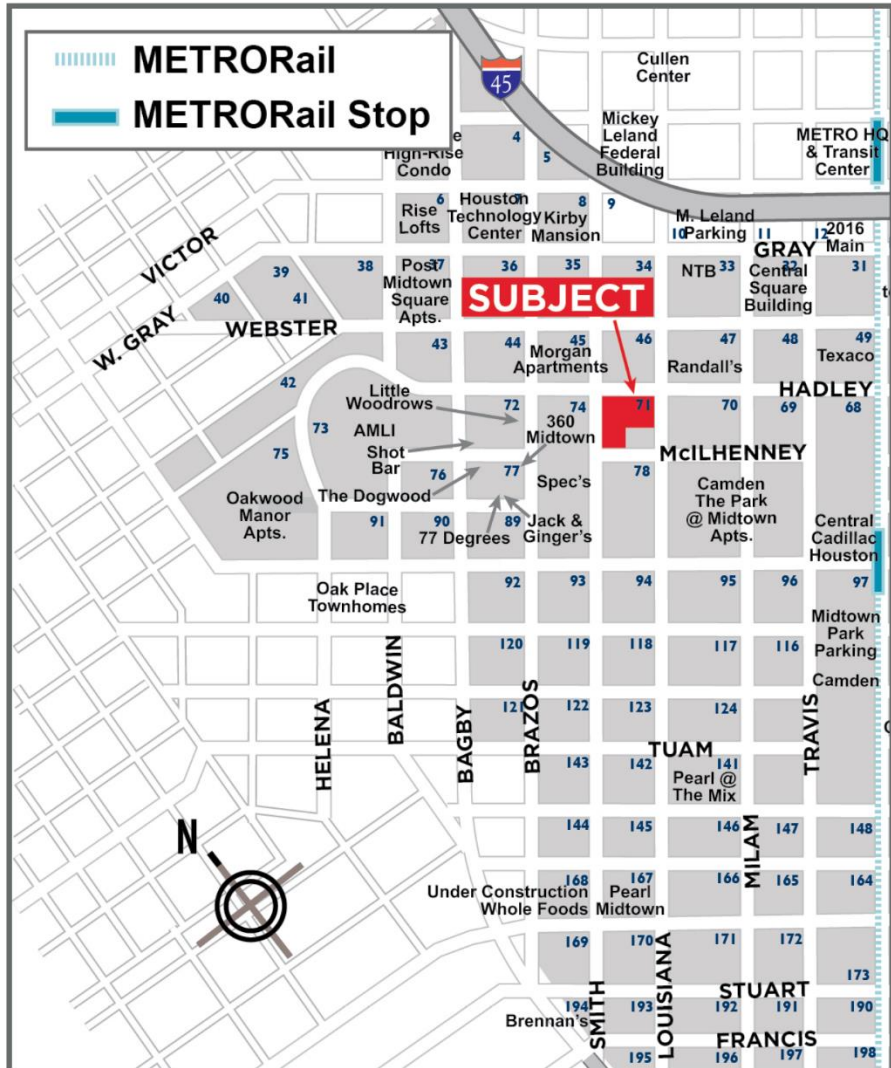 METRORail
METRORail Stop
45
Cullen
Center
Mickey
Leland
Federal
Building
METRO HQ
& Transit
Center
High-Rise
Condo
4
5
6
7
8
9
Rise
Lofts
Houston
Technology
Center
Kirby
Mansion
M. Leland
Parking
10
11
12
2016
Main
GRAY
VICTOR
W. GRAY
WEBSTER
39
40
41
38
37
36
35
34
33
32
31
Post
Midtown
Square
Apts.
NTB
Central
Square
Building
SUBJECT
43
44
45
46
47
48
49
Morgan
Apartments
Randall's
Texaco
HADLEY
42
Little
Woodrows
72
74
71
70
69
68
73
AMLI
360
Midtown
McILHENNEY
75
Shot
Bar
76
77
78
The Dogwood
Spec's
Camden
The Park
@ Midtown
Apts.
Oakwood
Manor
Apts.
91
90
89
77 Degrees
Jack &
Ginger's
Central
Cadillac
Houston
92
93
94
95
96
97
Oak Place
Townhomes
Midtown
Park
Parking
120
119
118
117
116
Camden
HELENA
BALDWIN
BAGBY
BRAZOS
TRAVIS
121
122
123
124
TUAM
143
142
141
Pearl @
The Mix
144
145
146
147
148
MILAM
N
168
167
166
165
164
Under Construction
Whole Foods
Pearl
Midtown
169
170
171
172
173
SMITH
LOUISIANA
STUART
194
193
192
191
190
Brennan's
FRANCIS
195
196
197
198